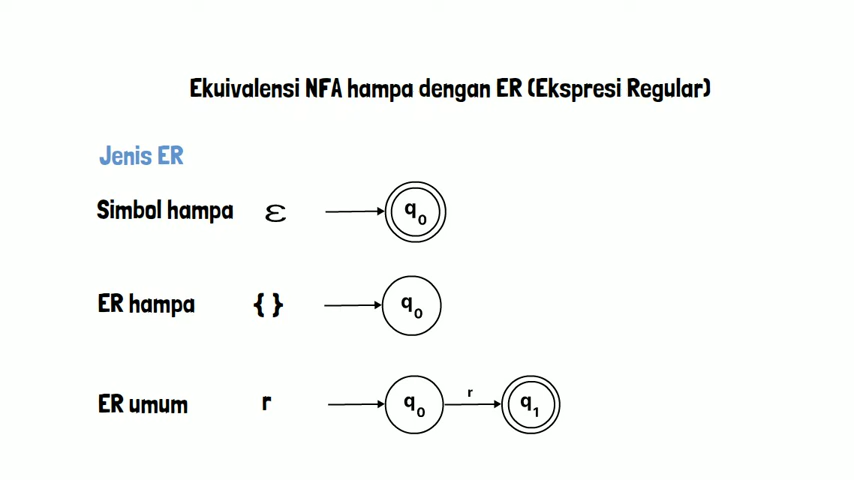 Ekuivalensi NFA hampa dengan ER (Ekspresi Regular)
Jenis ER
Simbol hampa ε q0
ER hampa { } q0
r
ER umum r q0 q1